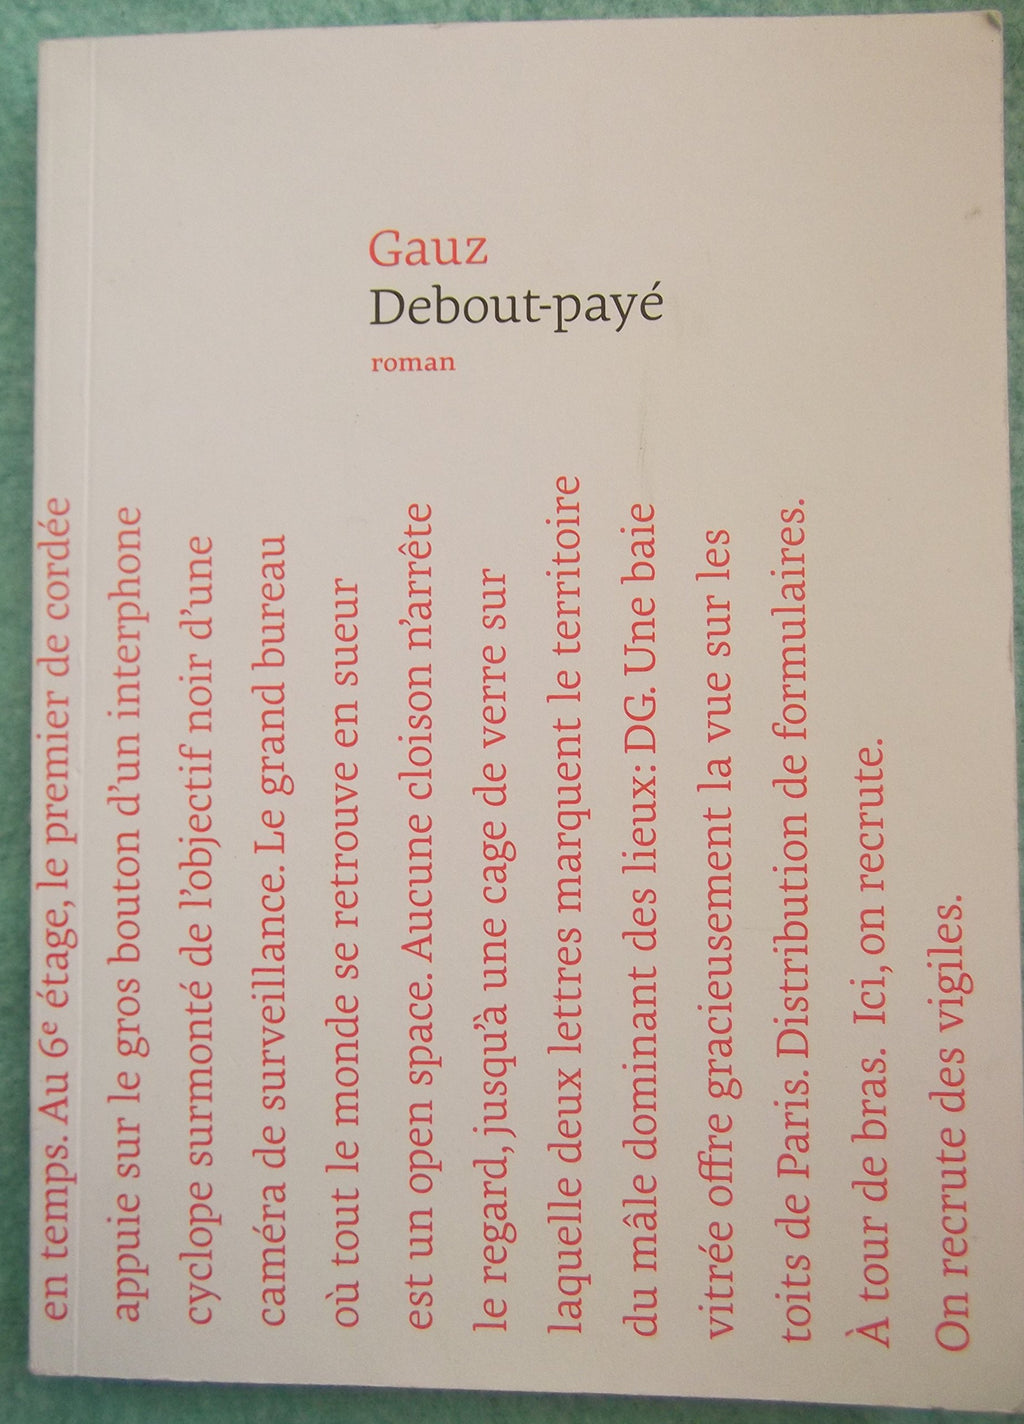 Gauz
Debout-payé
roman
en temps. Au 6e étage, le premier de cordée
appuie sur le gros bouton d'un interphone
cyclope surmonté de l'objectif noir d'une
caméra de surveillance. Le grand bureau
où tout le monde se retrouve en sueur
est un open space. Aucune cloison n'arrête
le regard, jusqu'à une cage de verre sur
laquelle deux lettres marquent le territoire
du mâle dominant des lieux : DG. Une baie
vitrée offre gracieusement la vue sur les
toits de Paris. Distribution de formulaires.
À tour de bras. Ici, on recrute.
On recrute des vigiles.